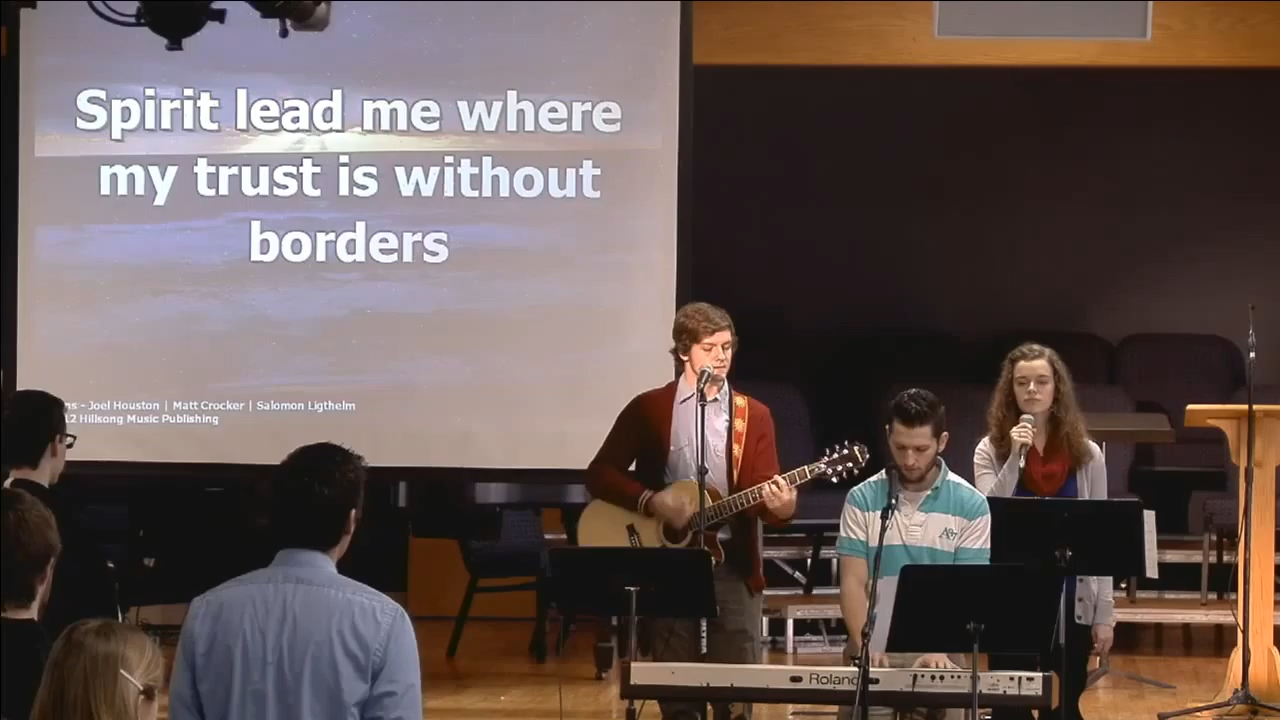 Spirit lead me where
my trust is without
borders
- Joel Houston | Matt Crocker | Salomon Ligthelm
Hillsong Music Publishing
Roland